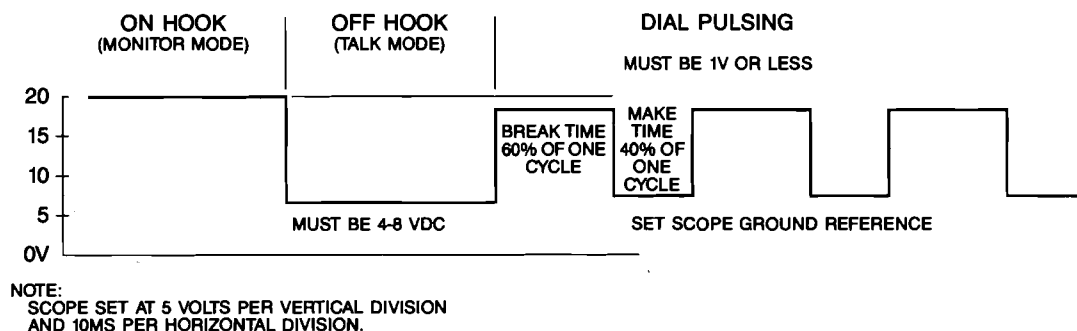 ON HOOK
(MONITOR MODE)
OFF HOOK
(TALK MODE)
DIAL PULSING
MUST BE 1V OR LESS
20
15
10
5
0V
BREAK TIME
60% OF ONE
CYCLE
MAKE
TIME
40% OF
ONE
CYCLE
MUST BE 4-8 VDC
SET SCOPE GROUND REFERENCE
NOTE:
SCOPE SET AT 5 VOLTS PER VERTICAL DIVISION
AND 10MS PER HORIZONTAL DIVISION.